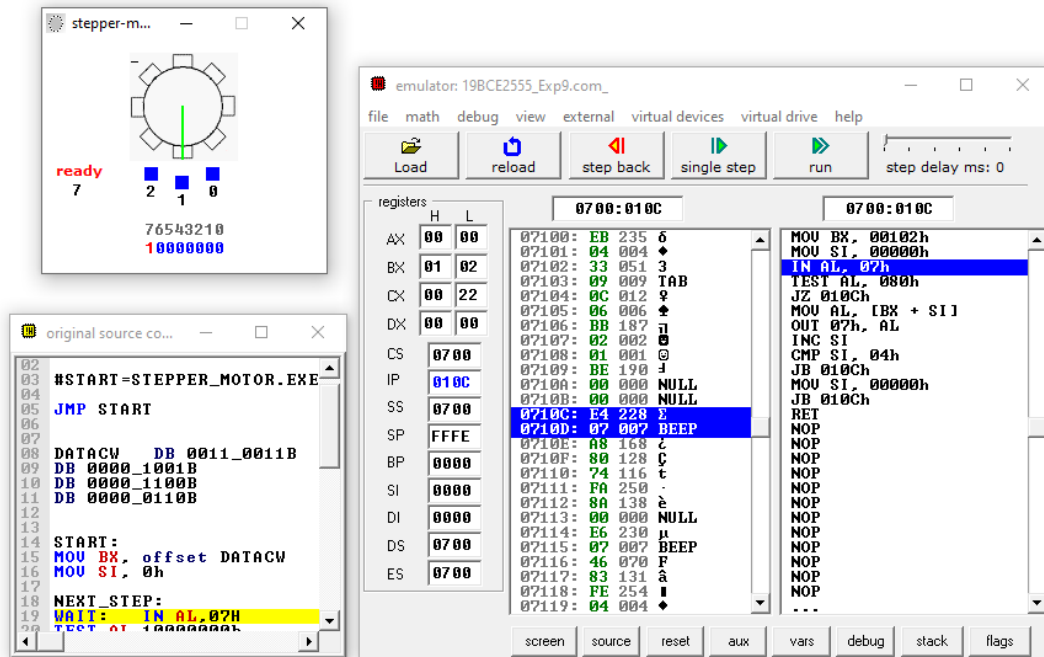 stepper-m...
ready
7
2
1
0
76543210
10000000
original source co...
02
03 #START=STEPPER_MOTOR.EXE
04
05 JMP START
06
07
08 DATACW DB 0011_0011B
09 DB 0000_1001B
10 DB 0000_1100B
11 DB 0000_0110B
12
13
14 START:
15 MOV BX, offset DATACW
16 MOV SI, 0h
17
18 NEXT_STEP:
19 WAIT: IN AL,07H
20 TEST AL,10000000b
emulator: 19BCE2555_Exp9.com_
file math debug view external virtual devices virtual drive help
Load reload step back single step run step delay ms: 0
registers
H L
AX 00 00
BX 01 02
CX 00 22
DX 00 00
CS 0700
IP 010C
SS 0700
SP FFFE
BP 0000
SI 0000
DI 0000
DS 0700
ES 0700
0700:010C
07100: EB 235 δ
07101: 04 004 ♦
07102: 33 051 3
07103: 09 009 TAB
07104: 0C 012 ♀
07105: 06 006 ♠
07106: BB 187 ╗
07107: 02 002 ☻
07108: 01 001 ☺
07109: BE 190 ╛
0710A: 00 000 NULL
0710B: 00 000 NULL
0710C: E4 228 Σ
0710D: 07 007 BEEP
0710E: A8 168 ¿
0710F: 80 128 Ç
07110: 74 116 t
07111: FA 250 ·
07112: 8A 138 è
07113: 00 000 NULL
07114: E6 230 µ
07115: 07 007 BEEP
07116: 46 070 F
07117: 83 131 â
07118: FE 254 ■
07119: 04 004 ♦
0700:010C
MOV BX, 00102h
MOV SI, 00000h
IN AL, 07h
TEST AL, 080h
JZ 010Ch
MOV AL, [BX + SI]
OUT 07h, AL
INC SI
CMP SI, 04h
JB 010Ch
MOV SI, 00000h
JB 010Ch
RET
NOP
NOP
NOP
NOP
NOP
NOP
NOP
NOP
NOP
NOP
NOP
NOP
...
screen source reset aux vars debug stack flags